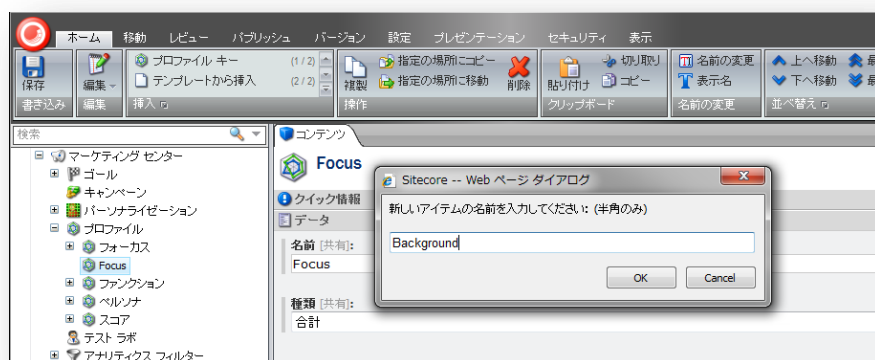 ホーム 移動 レビュー パブリッシュ バージョン 設定 プレゼンテーション セキュリティ 表示
保存
書き込み
編集
編集
プロファイル キー (1 / 2)
テンプレートから挿入 (2 / 2)
挿入
複製
指定の場所にコピー
指定の場所に移動
削除
操作
貼り付け
切り取り
コピー
クリップボード
名前の変更
表示名
名前の変更
上へ移動
下へ移動
並べ替え
検索
マーケティング センター
ゴール
キャンペーン
パーソナライゼーション
プロファイル
フォーカス
Focus
ファンクション
ペルソナ
スコア
テスト ラボ
アナリティクス フィルター
コンテンツ
Focus
クイック情報
データ
名前 [共有]:
Focus
種類 [共有]:
合計
Sitecore -- Web ページ ダイアログ
新しいアイテムの名前を入力してください: (半角のみ)
Background
OK Cancel